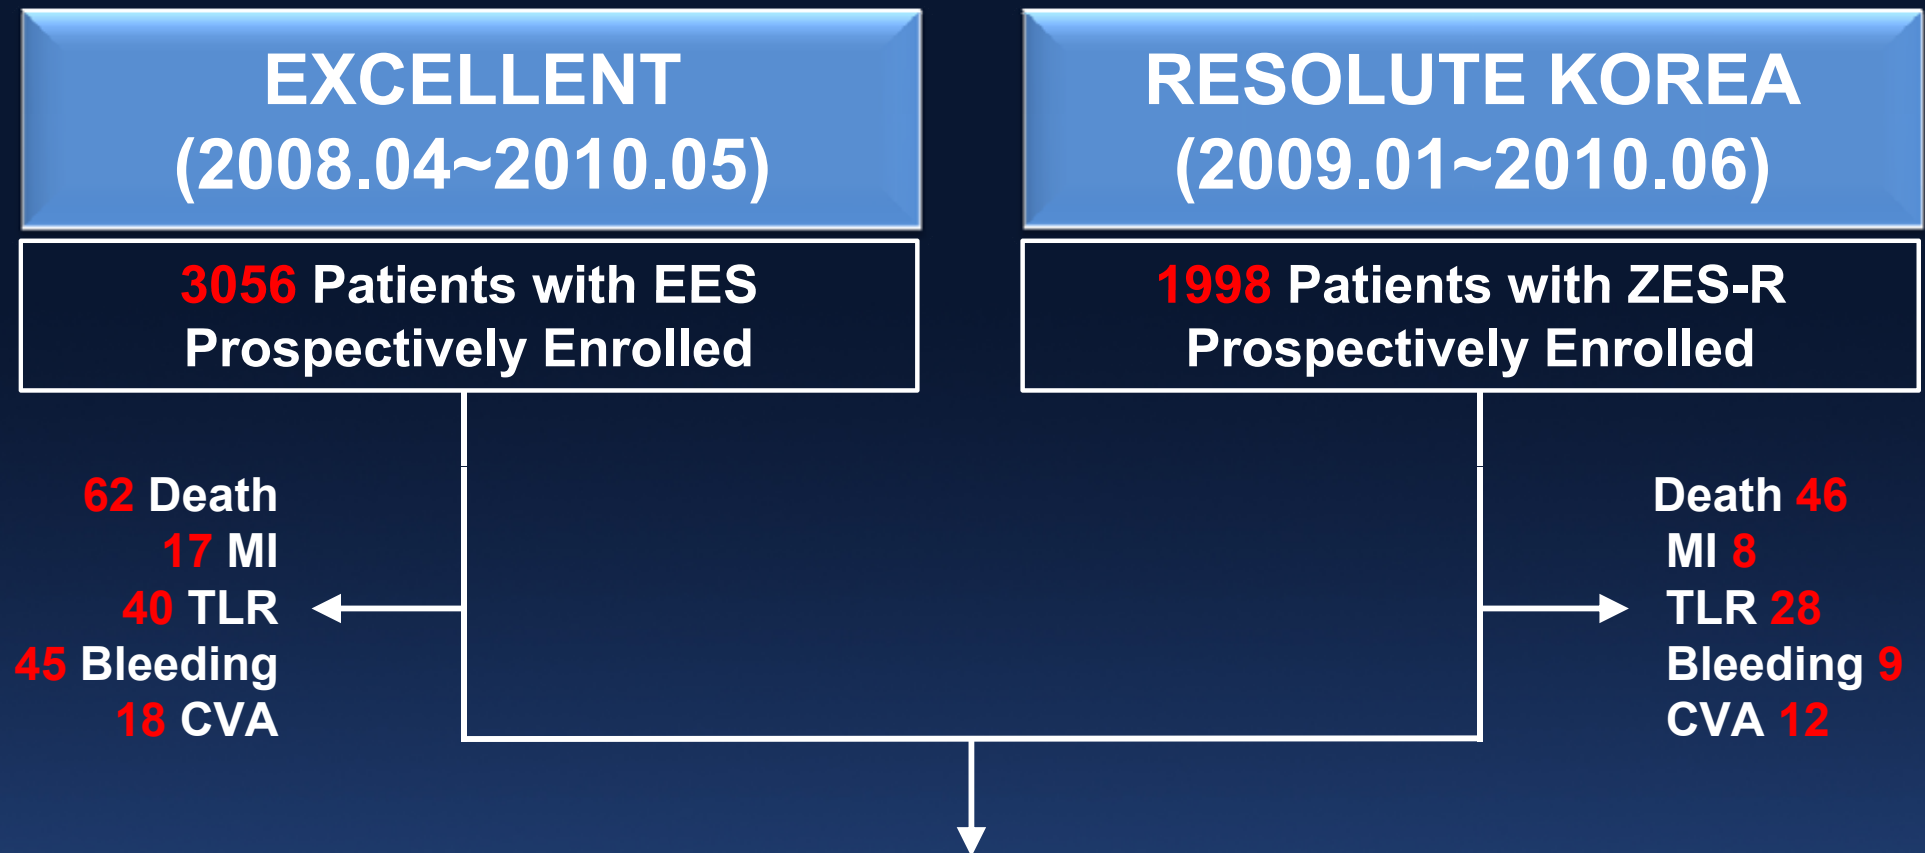 EXCELLENT
(2008.04~2010.05)
3056 Patients with EES
Prospectively Enrolled
62 Death
17 MI
40 TLR
45 Bleeding
18 CVA
RESOLUTE KOREA
(2009.01~2010.06)
1998 Patients with ZES-R
Prospectively Enrolled
Death 46
MI 8
TLR 28
Bleeding 9
CVA 12